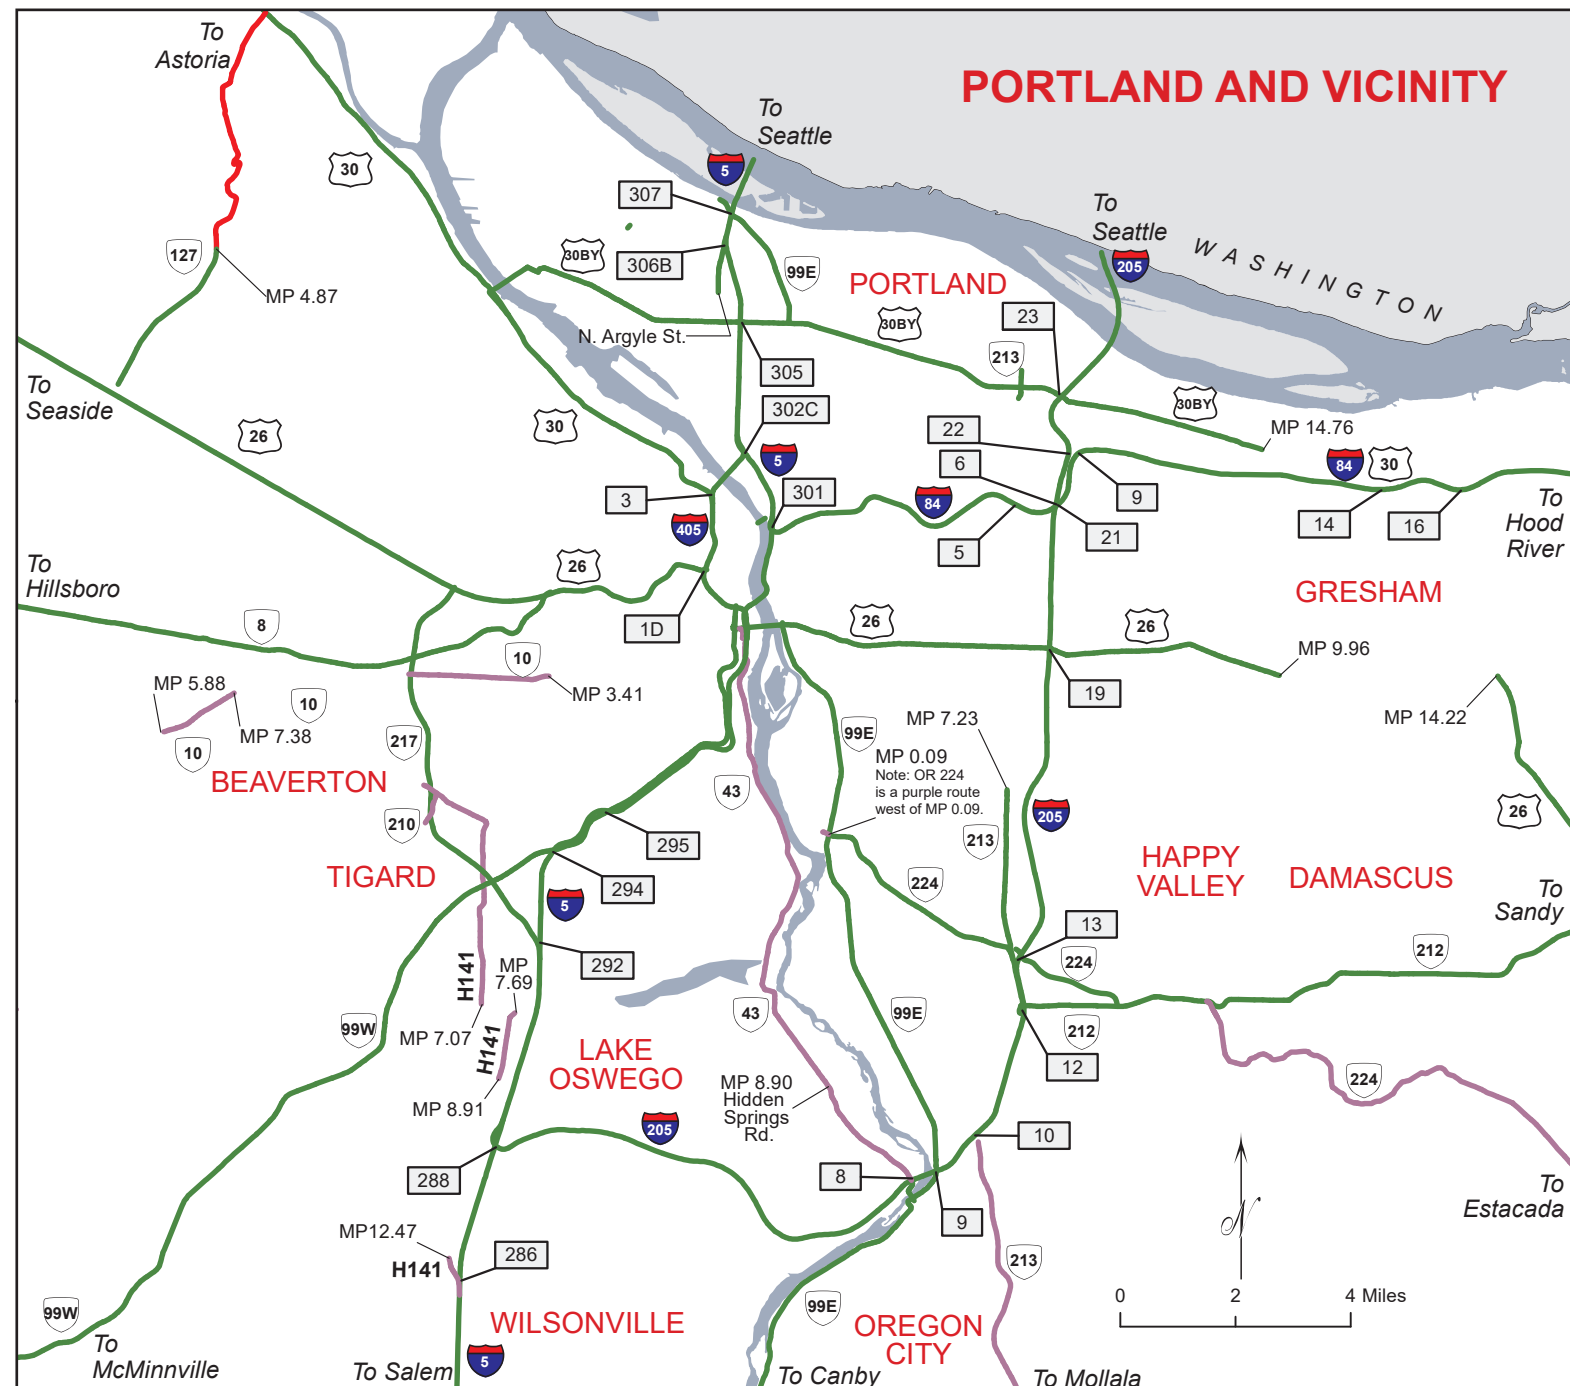 PORTLAND AND VICINITY
To
Astoria
To
Seattle
5
30
307
To
Seattle
WASHINGTON
127
30BY
306B
99E
205
PORTLAND
MP 4.87
N. Argyle St.
30BY
23
213
To
Seaside
305
302C
30BY
26
30
22
MP 14.76
5
6
84
30
3
301
84
9
14
16
To
Hood
River
405
5
21
To
Hillsboro
26
GRESHAM
8
1D
26
26
10
MP 9.96
MP 5.88
MP 3.41
19
10
MP 7.38
10
MP 7.23
MP 14.22
217
99E
BEAVERTON
43
MP 0.09
Note: OR 224
is a purple route
west of MP 0.09.
26
210
295
213
205
TIGARD
294
HAPPY
VALLEY
DAMASCUS
224
To
Sandy
5
13
H141
MP
7.69
292
224
212
99W
43
99E
MP 7.07
H141
212
LAKE
OSWEGO
12
224
MP 8.90
Hidden
Springs
Rd.
MP 8.91
205
10
288
8
To
Estacada
9
N
MP12.47
H141
286
213
0
2
4 Miles
99W
99E
WILSONVILLE
OREGON
CITY
To
McMinnville
To Salem
5
To Canby
To Mollala